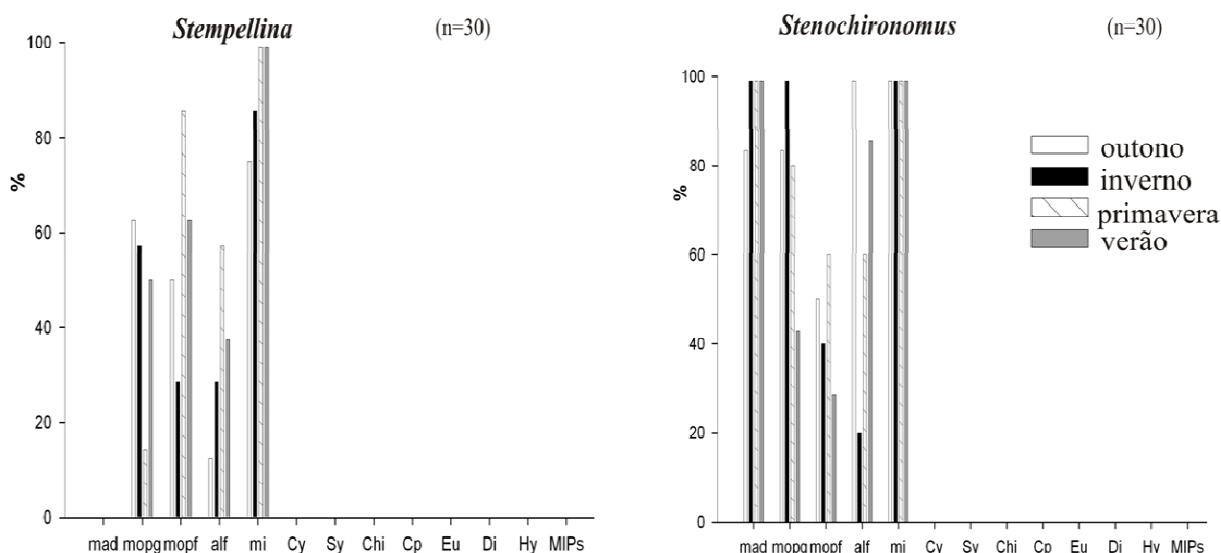 Stempellina (n=30)
100
80
60
40
20
0
%
mad mopg mopf alf mi Cy Sy Chi Cp Eu Di Hy MIPs
Stenochironomus (n=30)
100
80
60
40
20
0
%
mad mopg mopf alf mi Cy Sy Chi Cp Eu Di Hy MIPs
outono
inverno
primavera
verão